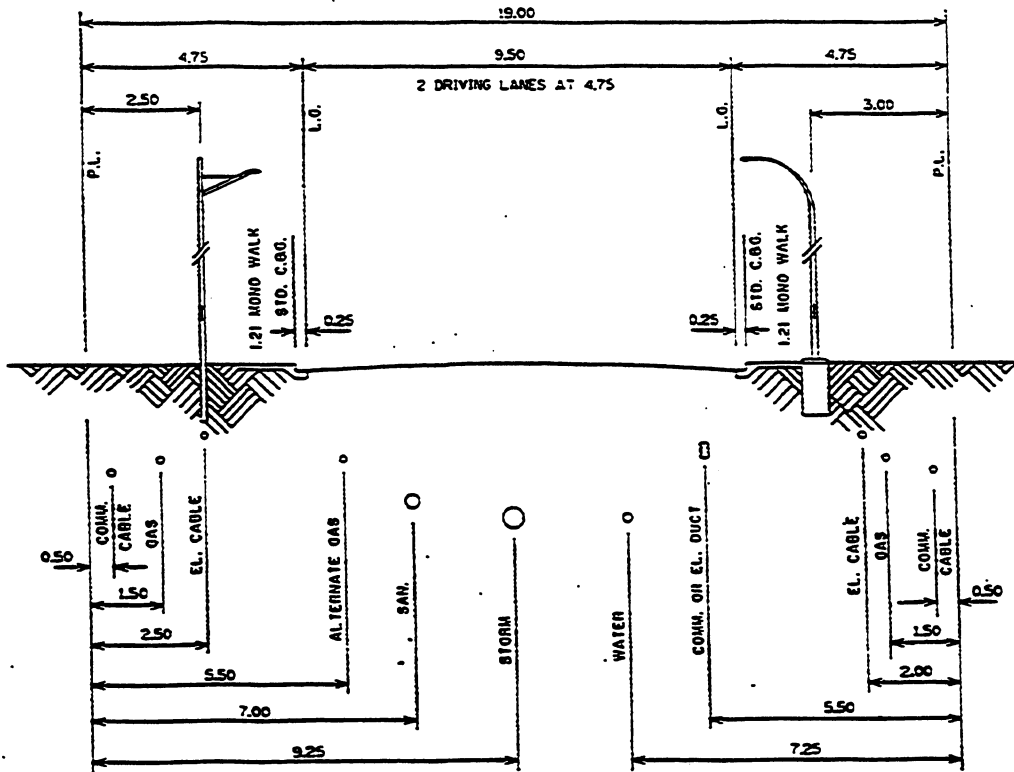 19.00
4.75
9.50
4.75
2 DRIVING LANES AT 4.75
2.50
3.00
P.L.
L.G.
L.G.
P.L.
1.21 MONO WALK
STD. C.&G.
STD. C.&G.
1.21 MONO WALK
0.25
0.25
COMM.
CABLE
GAS
EL. CABLE
ALTERNATE GAS
SAN.
STORM
WATER
COMM. OR EL. DUCT
EL. CABLE
GAS
COMM.
CABLE
0.50
0.50
1.50
1.50
2.50
2.00
5.50
5.50
7.00
9.25
7.25